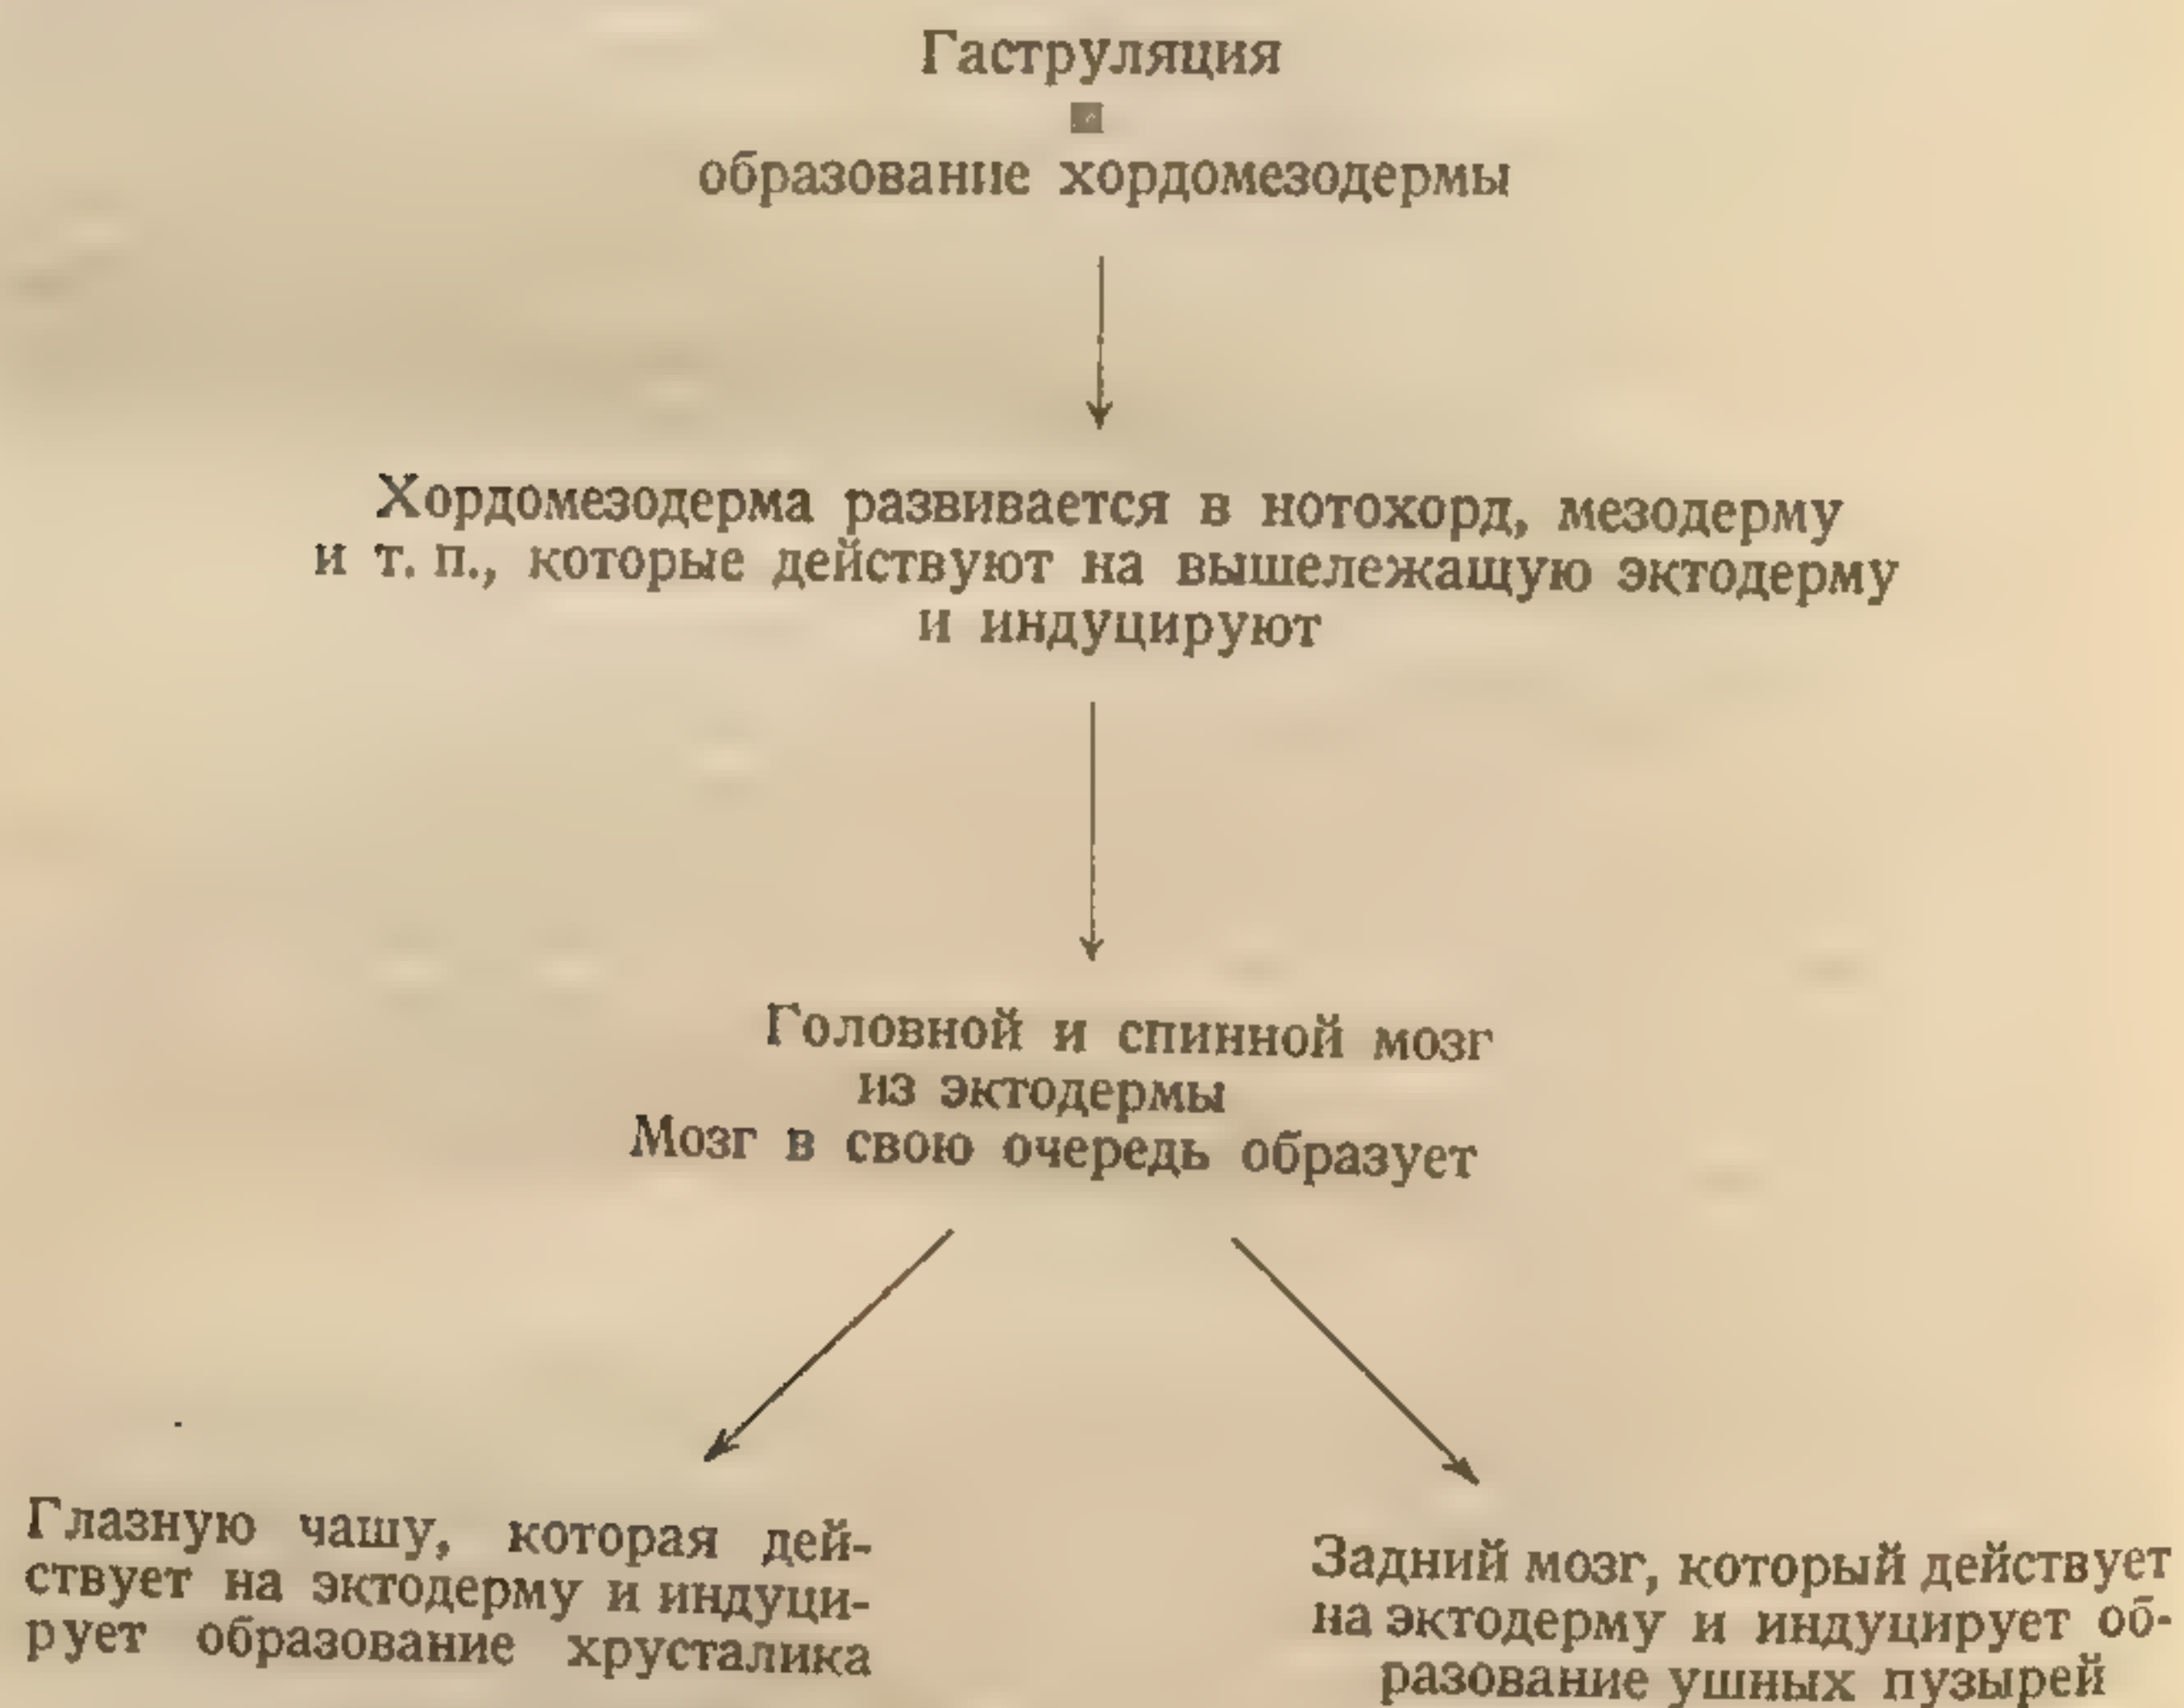 Гаструляция
образование хордомезодермы
Хордомезодерма развивается в нотохорд, мезодерму
и т. п., которые действуют на вышележащую эктодерму
и индуцируют
Головной и спинной мозг
из эктодермы
Мозг в свою очередь образует
Глазную чашу, которая дей-
ствует на эктодерму и индуци-
рует образование хрусталика
Задний мозг, который действует
на эктодерму и индуцирует об-
разование ушных пузырей